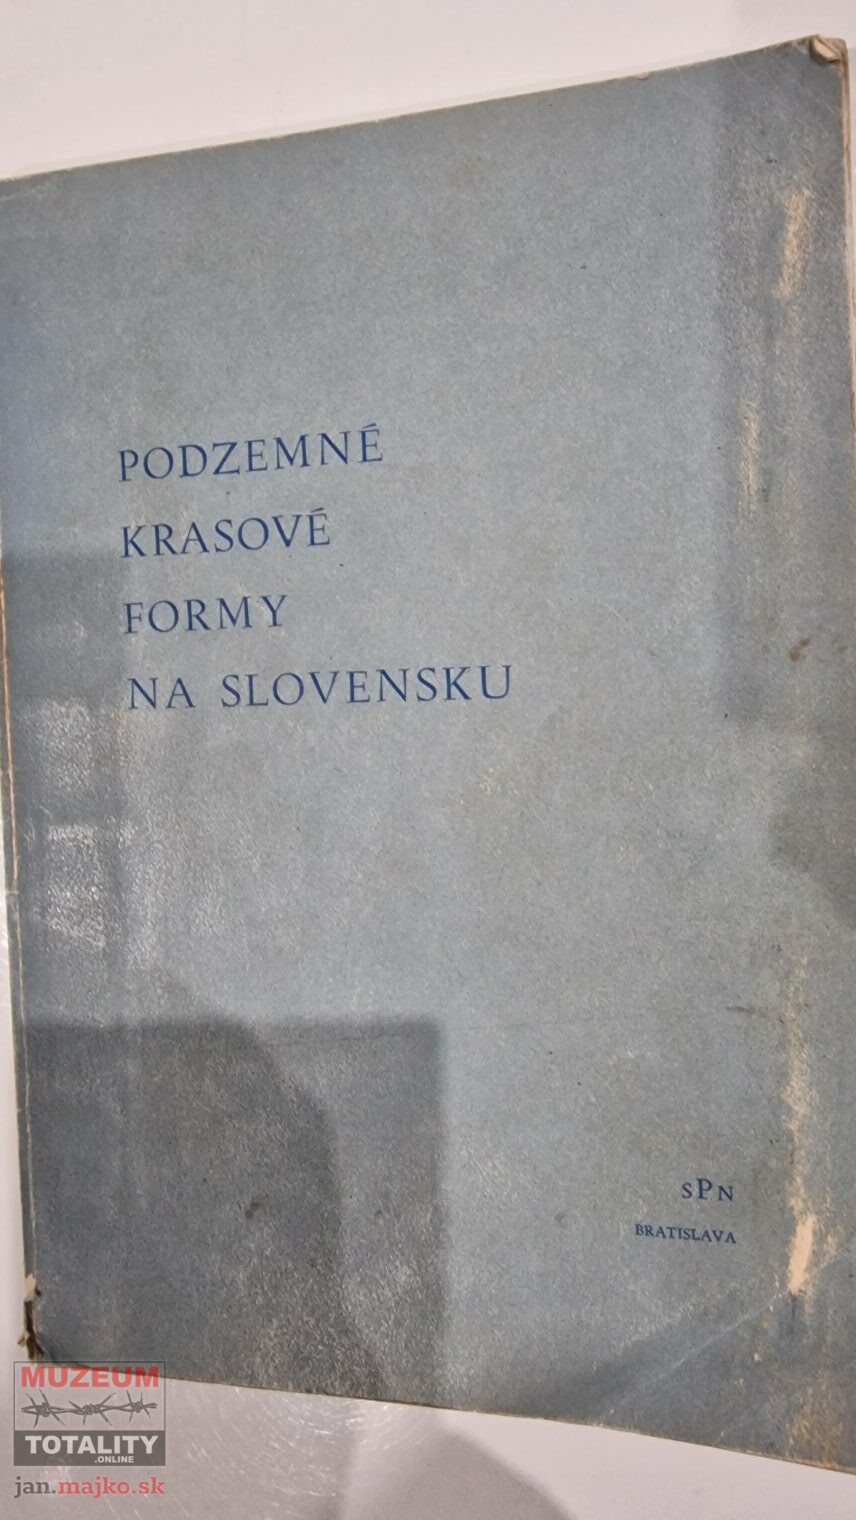 PODZEMNÉ
KRASOVÉ
FORMY
NA SLOVENSKU
SPN
BRATISLAVA
MUZEUM
TOTALITY
.ONLINE
jan.majko.sk